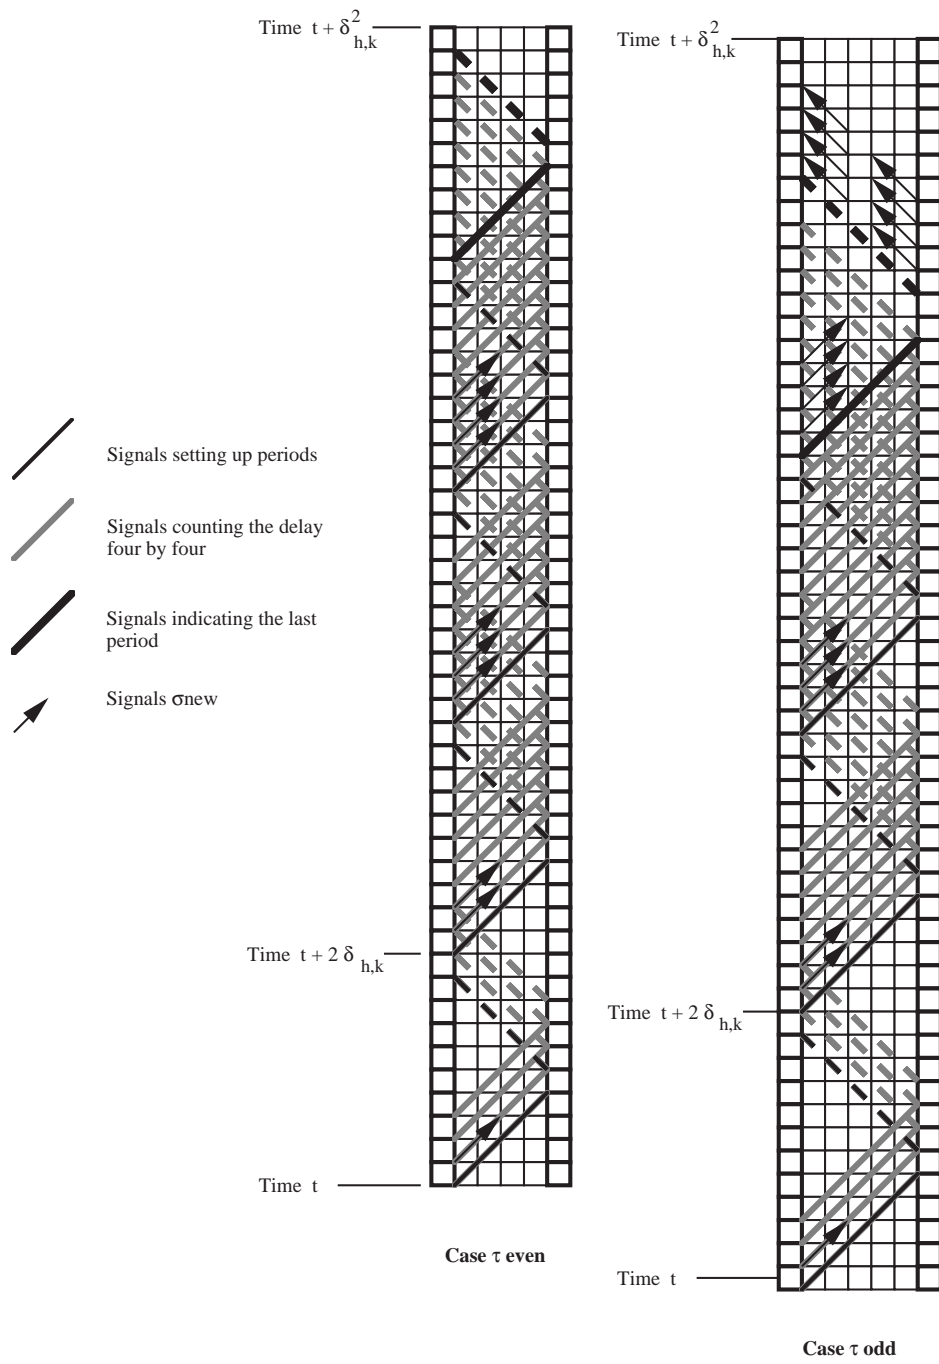 Time t + δ²h,k
Time t + δ²h,k
Signals setting up periods
Signals counting the delay
four by four
Signals indicating the last
period
Signals σnew
Time t + 2 δ h,k
Time t + 2 δ h,k
Time t
Case τ even
Time t
Case τ odd